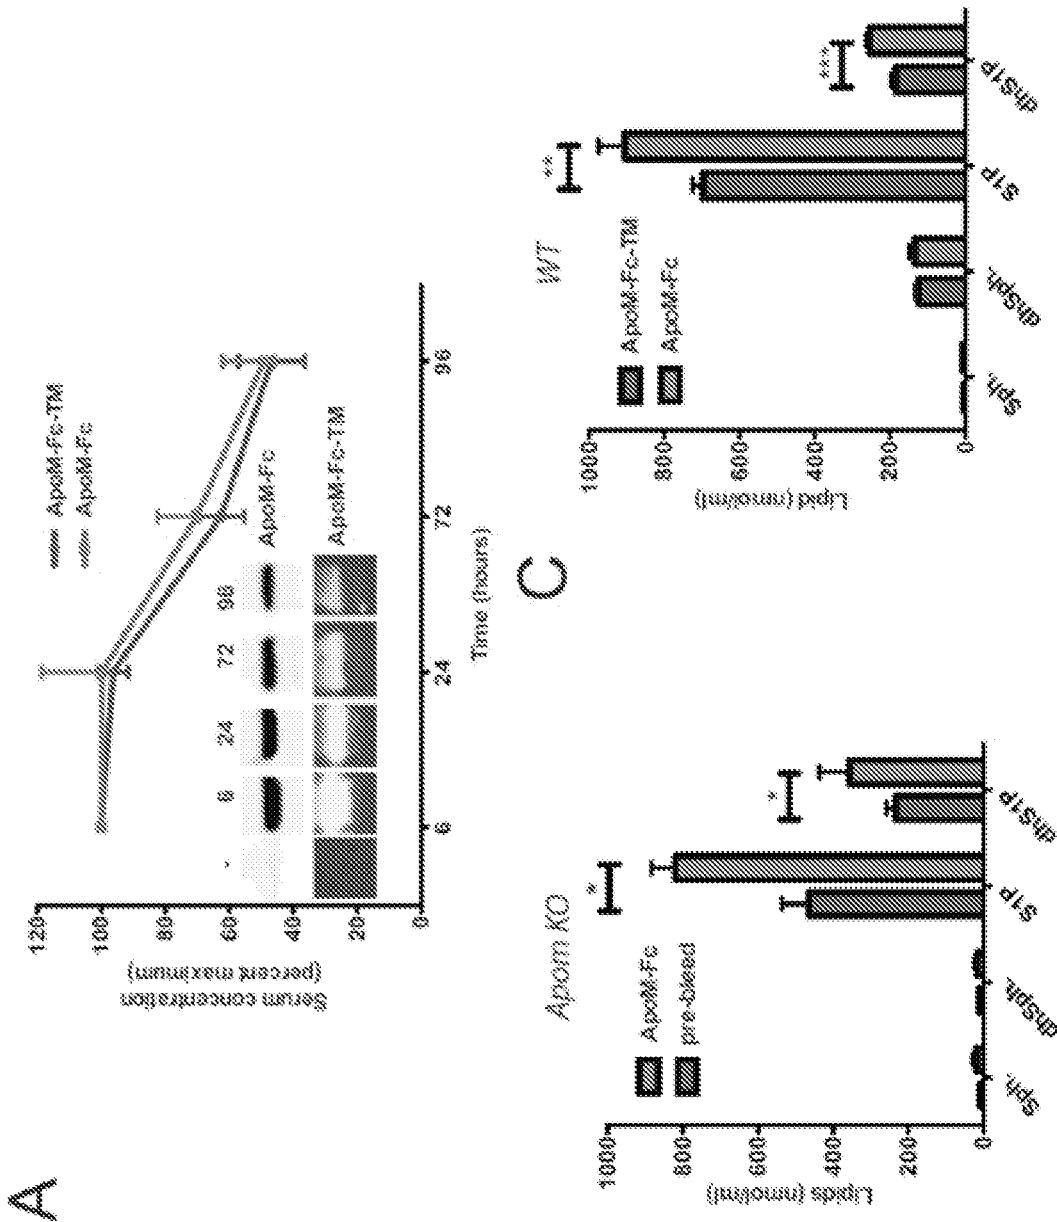 A
ApoM-Fc-TM
ApoM-Fc
Serum concentration
(percent maximum)
120
100
80
60
40
20
0
-
6
24
72
96
ApoM-Fc
ApoM-Fc-TM
6
24
72
96
Time (hours)
Apom KO
ApoM-Fc
pre-bleed
Lipids (nmol/ml)
1000
800
600
400
200
0
*
*
Sph.
dhSph.
S1P
dhS1P
C
WT
ApoM-Fc-TM
ApoM-Fc
Lipid (nmol/ml)
1000
800
600
400
200
0
**
***
Sph.
dhSph.
S1P
dhS1P